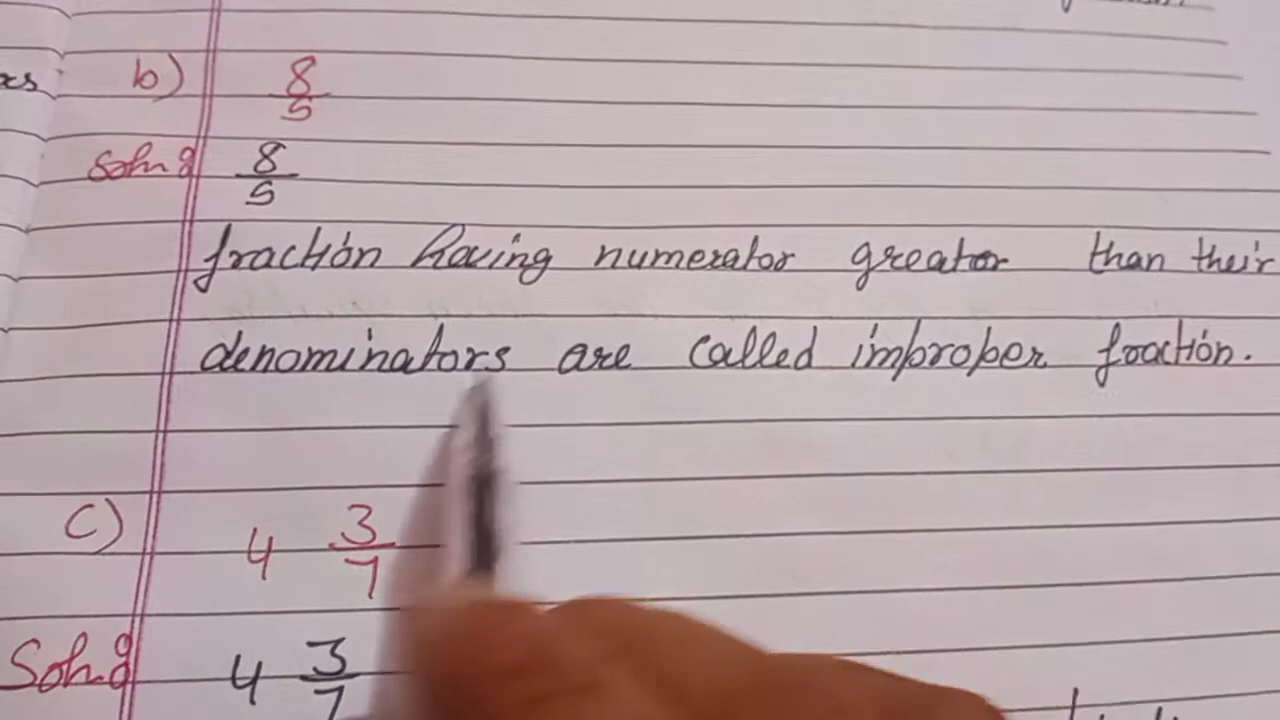 b) 8/5
Soln: 8/5
fraction having numerator greator than their
denominators are called improper fraction.
c) 4 3/7
Soln: 4 3/7